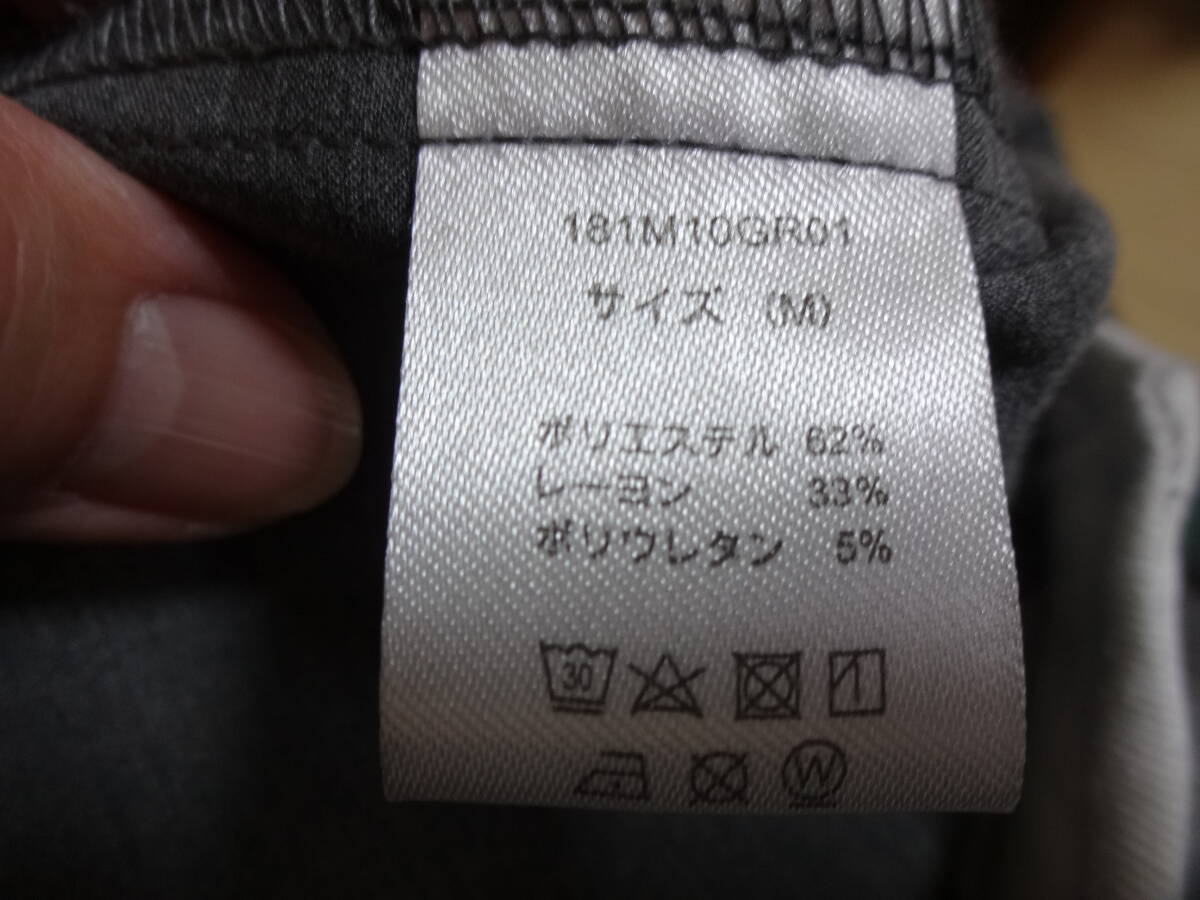 181M10GR01
サイズ (M)
ポリエステル 62%
レーヨン 33%
ポリウレタン 5%
30
W